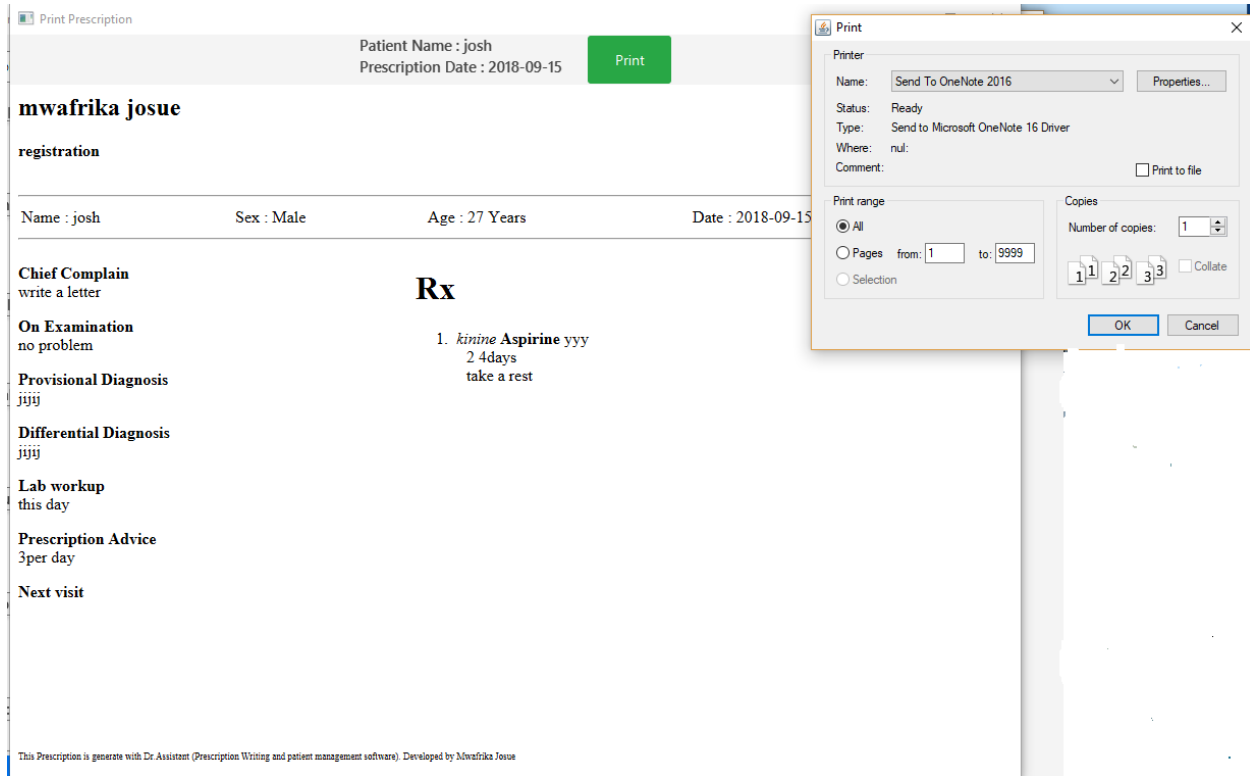 Print Prescription
Patient Name : josh
Prescription Date : 2018-09-15
Print
mwafrika josue
registration
Name : josh Sex : Male Age : 27 Years Date : 2018-09-15
Chief Complain
write a letter
On Examination
no problem
Provisional Diagnosis
jijij
Differential Diagnosis
jijij
Lab workup
this day
Prescription Advice
3per day
Next visit
Rx
1. kinine Aspirine yyy
2 4days
take a rest
This Prescription is generate with Dr Assistant (Prescription Writing and patient management software). Developed by Mwafrika Josue
Print
Printer
Name: Send To OneNote 2016 Properties...
Status: Ready
Type: Send to Microsoft OneNote 16 Driver
Where: nul:
Comment: Print to file
Print range
All
Pages from: 1 to: 9999
Selection
Copies
Number of copies: 1
1 1 2 2 3 3 Collate
OK Cancel